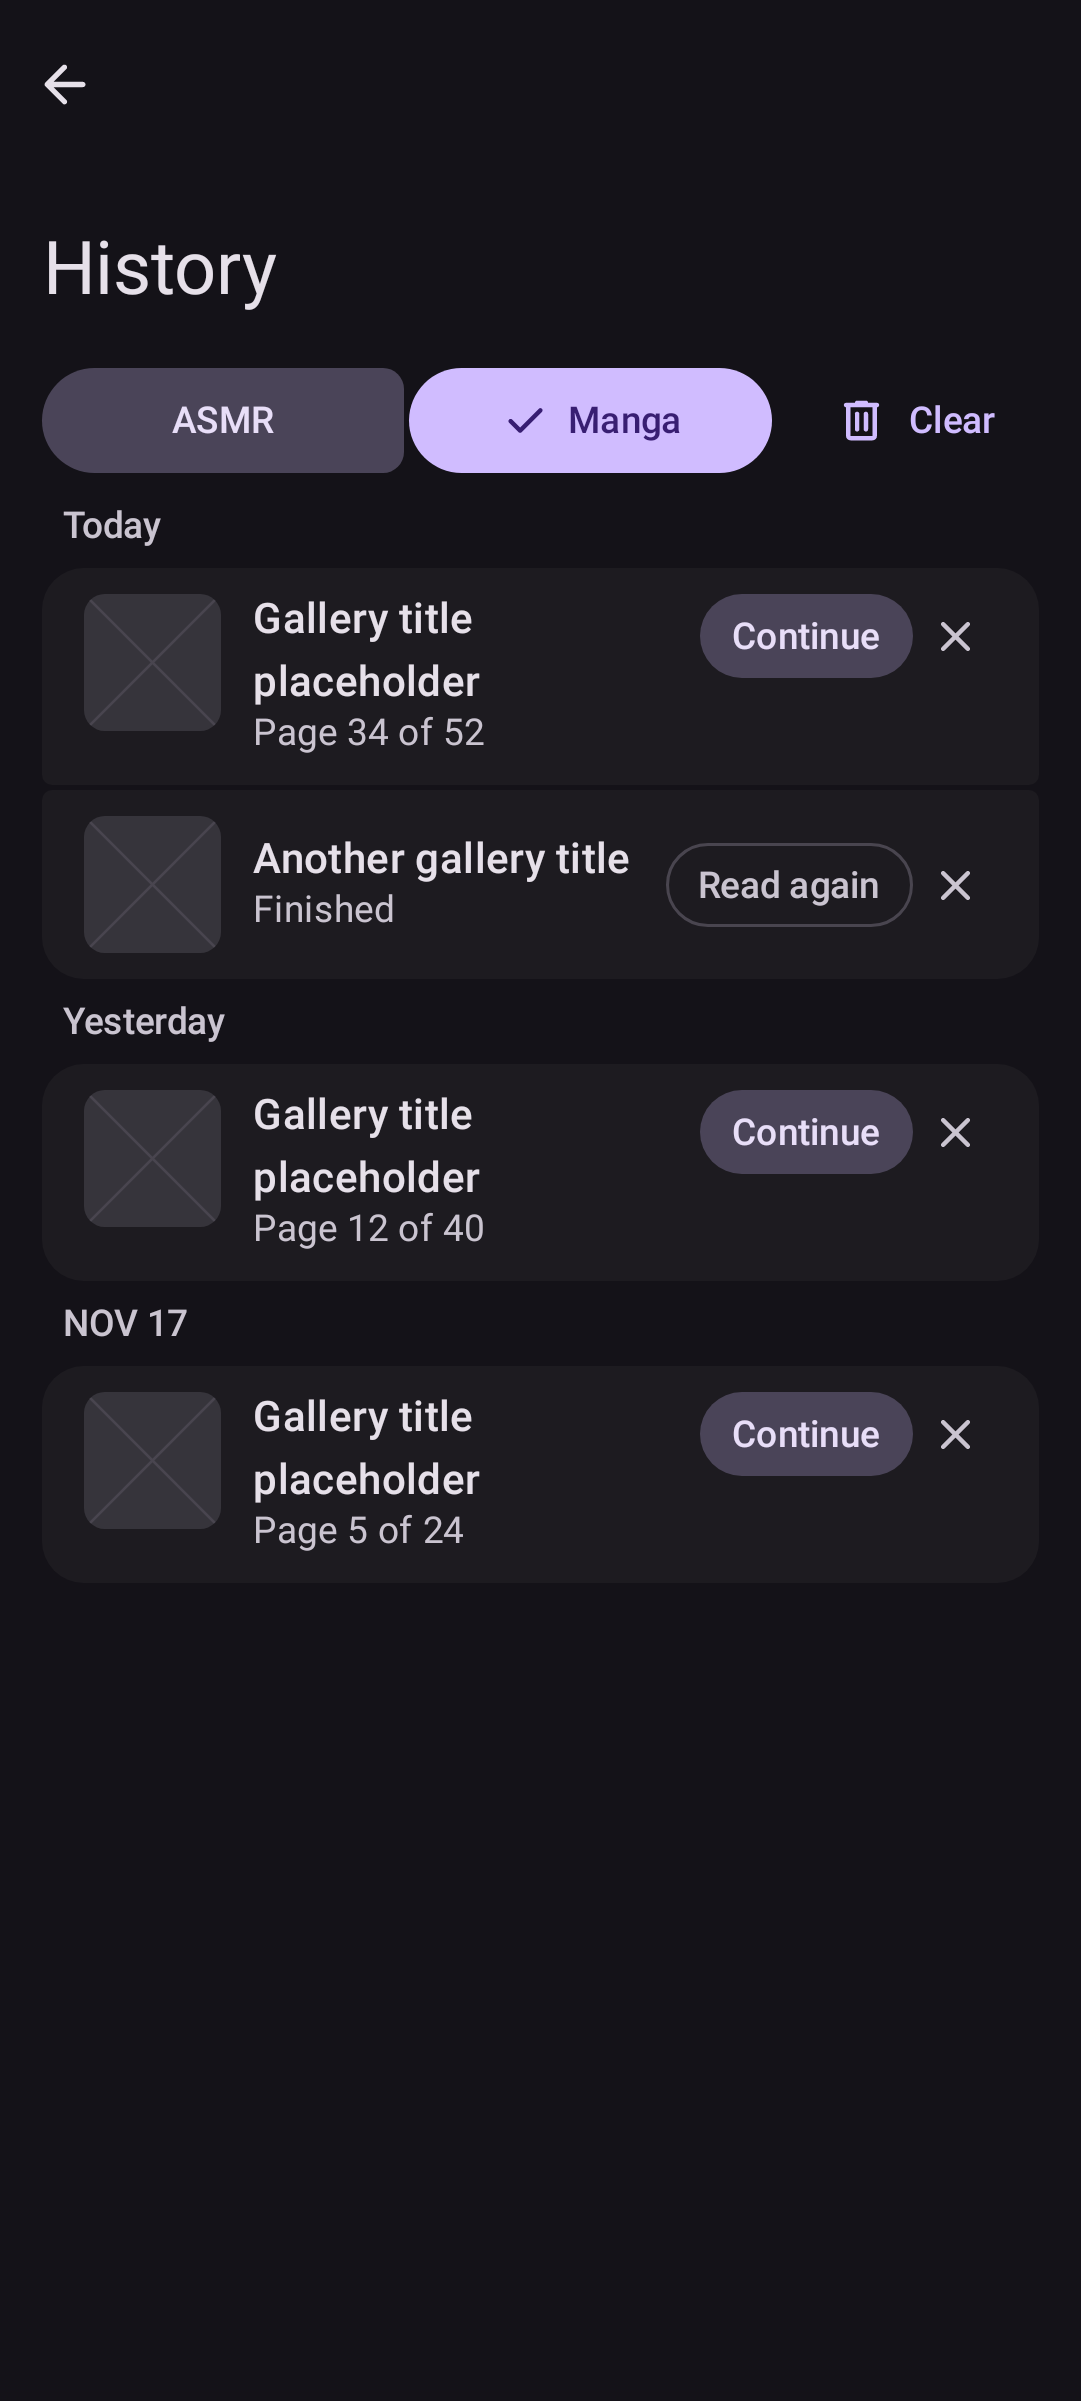 History
ASMR
Manga
Clear
Today
Gallery title
placeholder
Page 34 of 52
Continue
Another gallery title
Finished
Read again
Yesterday
Gallery title
placeholder
Page 12 of 40
Continue
NOV 17
Gallery title
placeholder
Page 5 of 24
Continue